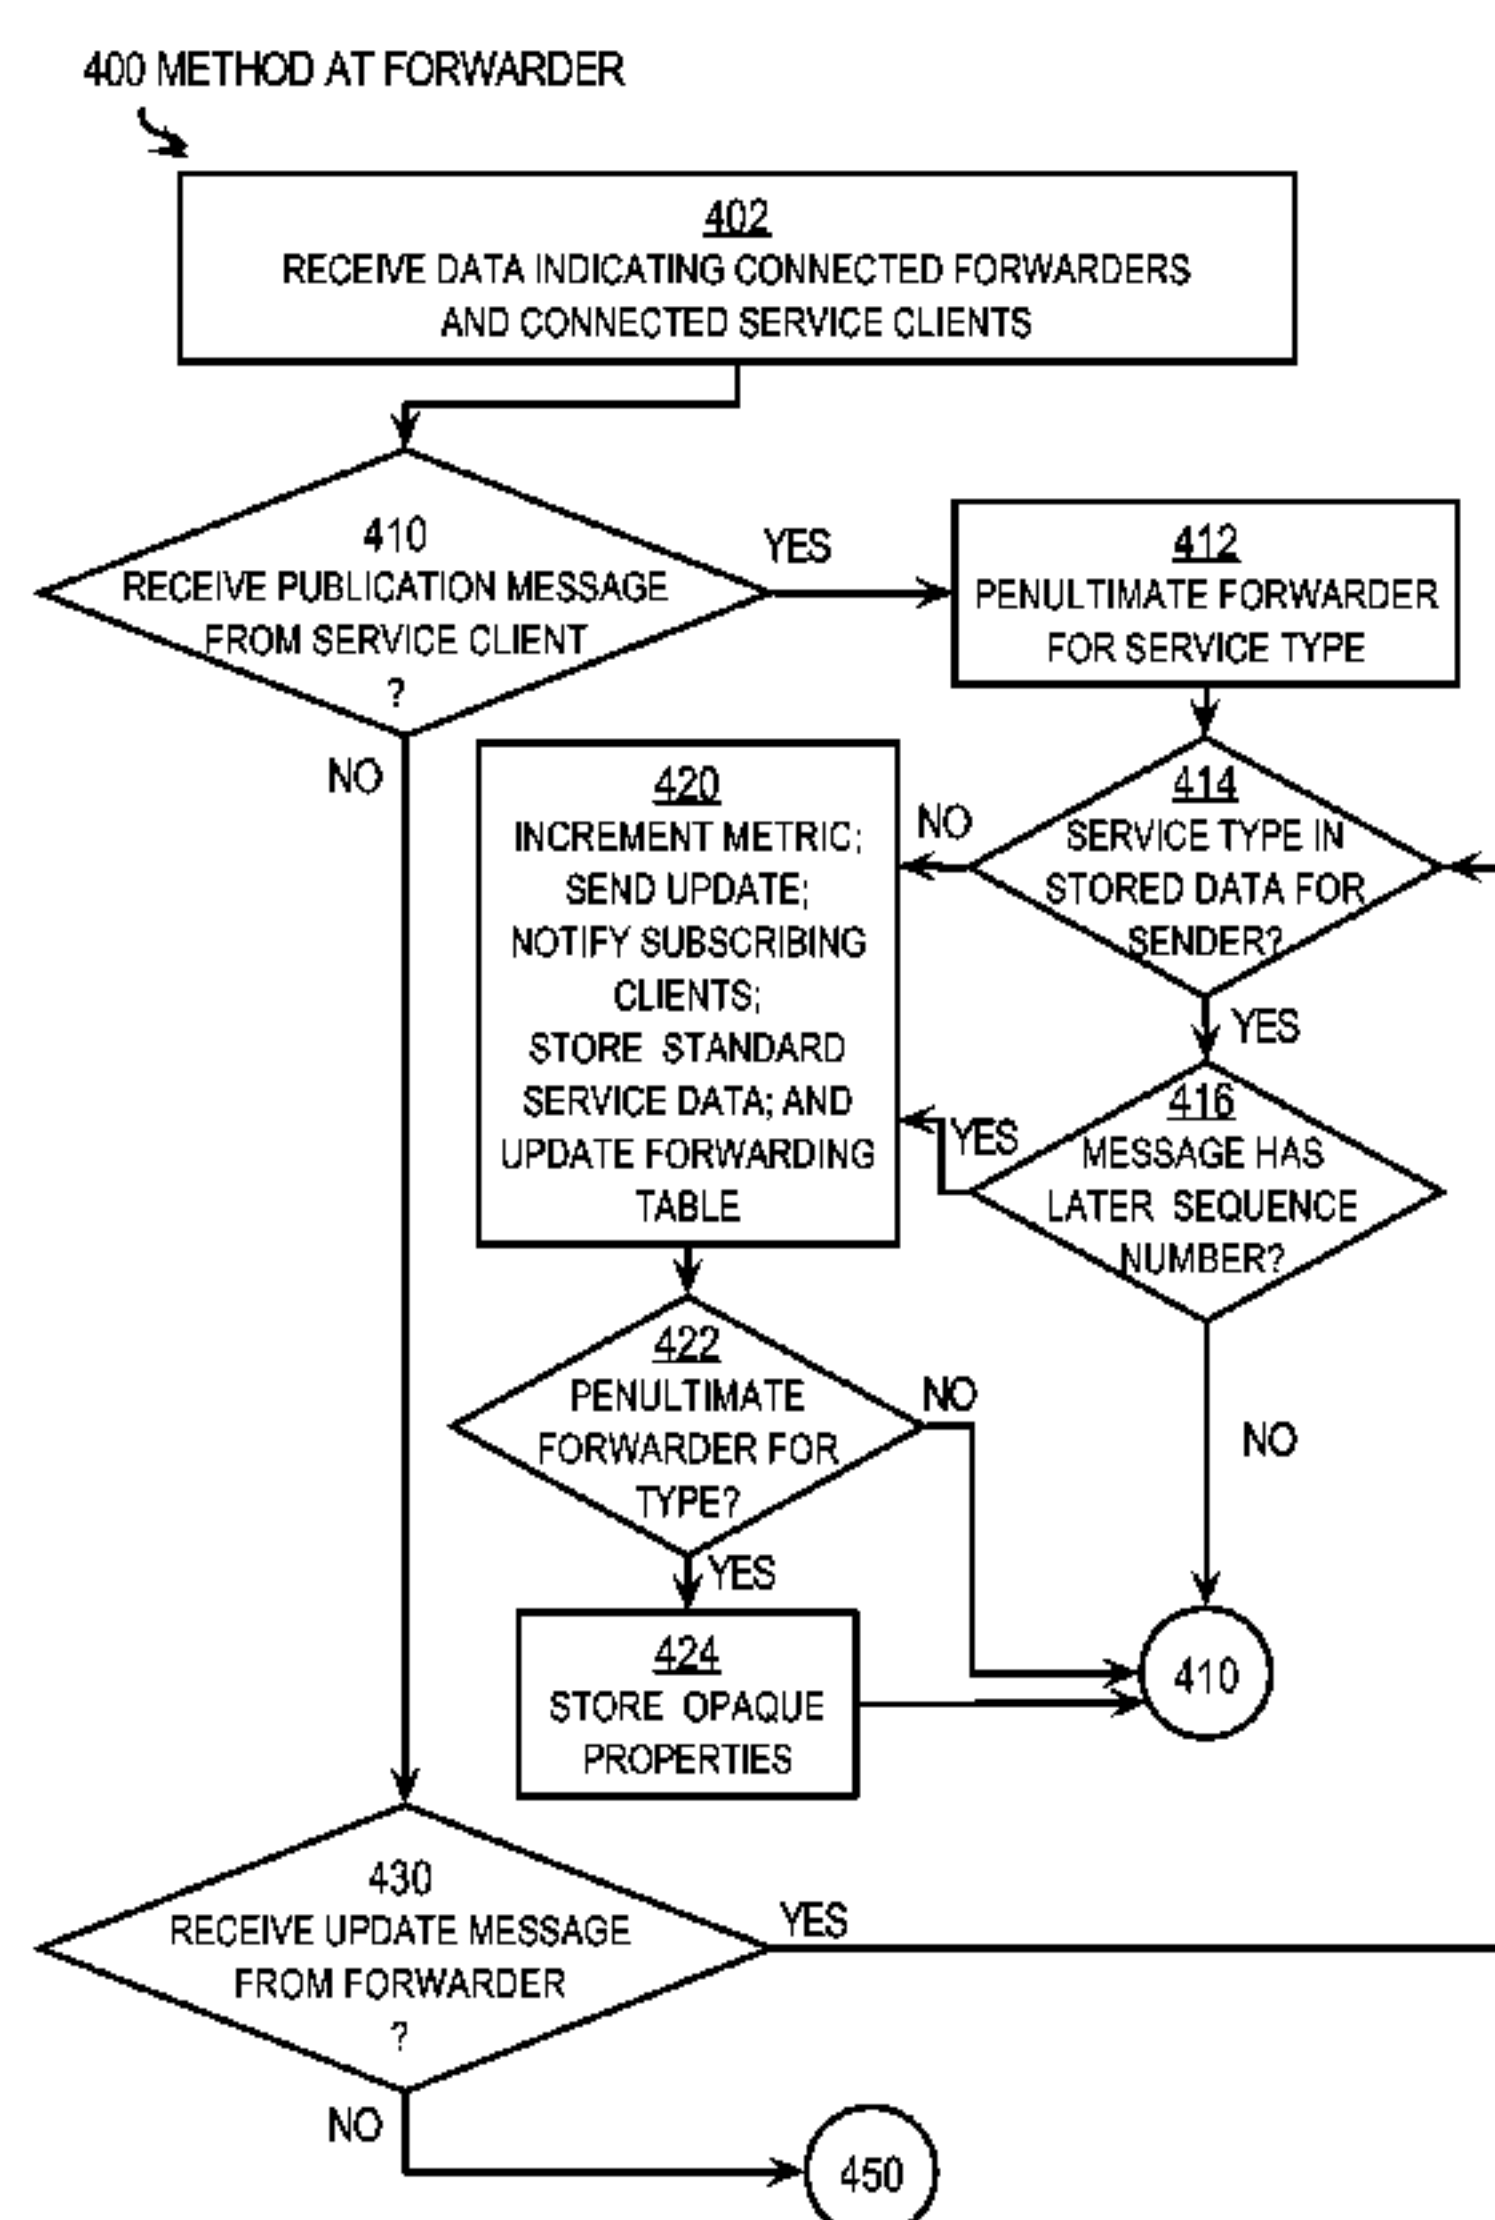 400 METHOD AT FORWARDER
402
RECEIVE DATA INDICATING CONNECTED FORWARDERS
AND CONNECTED SERVICE CLIENTS
410
RECEIVE PUBLICATION MESSAGE
FROM SERVICE CLIENT
?
YES
NO
412
PENULTIMATE FORWARDER
FOR SERVICE TYPE
414
SERVICE TYPE IN
STORED DATA FOR
SENDER?
NO
YES
420
INCREMENT METRIC;
SEND UPDATE;
NOTIFY SUBSCRIBING
CLIENTS;
STORE STANDARD
SERVICE DATA; AND
UPDATE FORWARDING
TABLE
416
MESSAGE HAS
LATER SEQUENCE
NUMBER?
YES
NO
422
PENULTIMATE
FORWARDER FOR
TYPE?
NO
YES
424
STORE OPAQUE
PROPERTIES
410
430
RECEIVE UPDATE MESSAGE
FROM FORWARDER
?
YES
NO
450